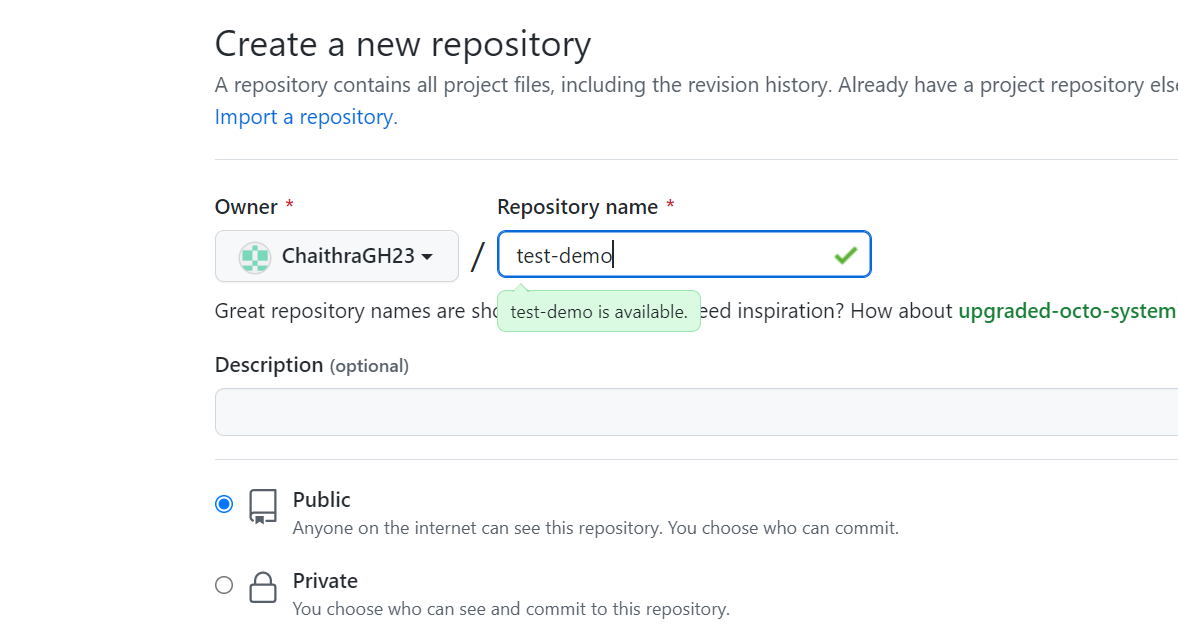 Create a new repository
A repository contains all project files, including the revision history. Already have a project repository
Import a repository.
Owner *
Repository name *
ChaithraGH23
/
test-demo
Great repository names are test-demo is available. inspiration? How about upgraded-octo-system
Description (optional)
Public
Anyone on the internet can see this repository. You choose who can commit.
Private
You choose who can see and commit to this repository.